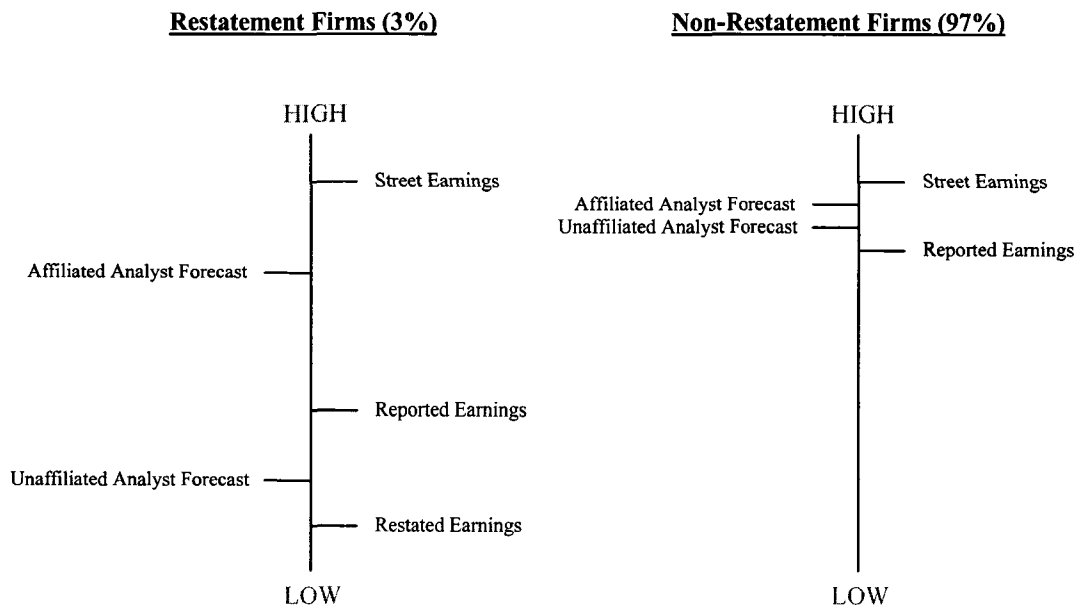 Restatement Firms (3%)
HIGH
Street Earnings
Affiliated Analyst Forecast
Reported Earnings
Unaffiliated Analyst Forecast
Restated Earnings
LOW
Non-Restatement Firms (97%)
HIGH
Street Earnings
Affiliated Analyst Forecast
Unaffiliated Analyst Forecast
Reported Earnings
LOW